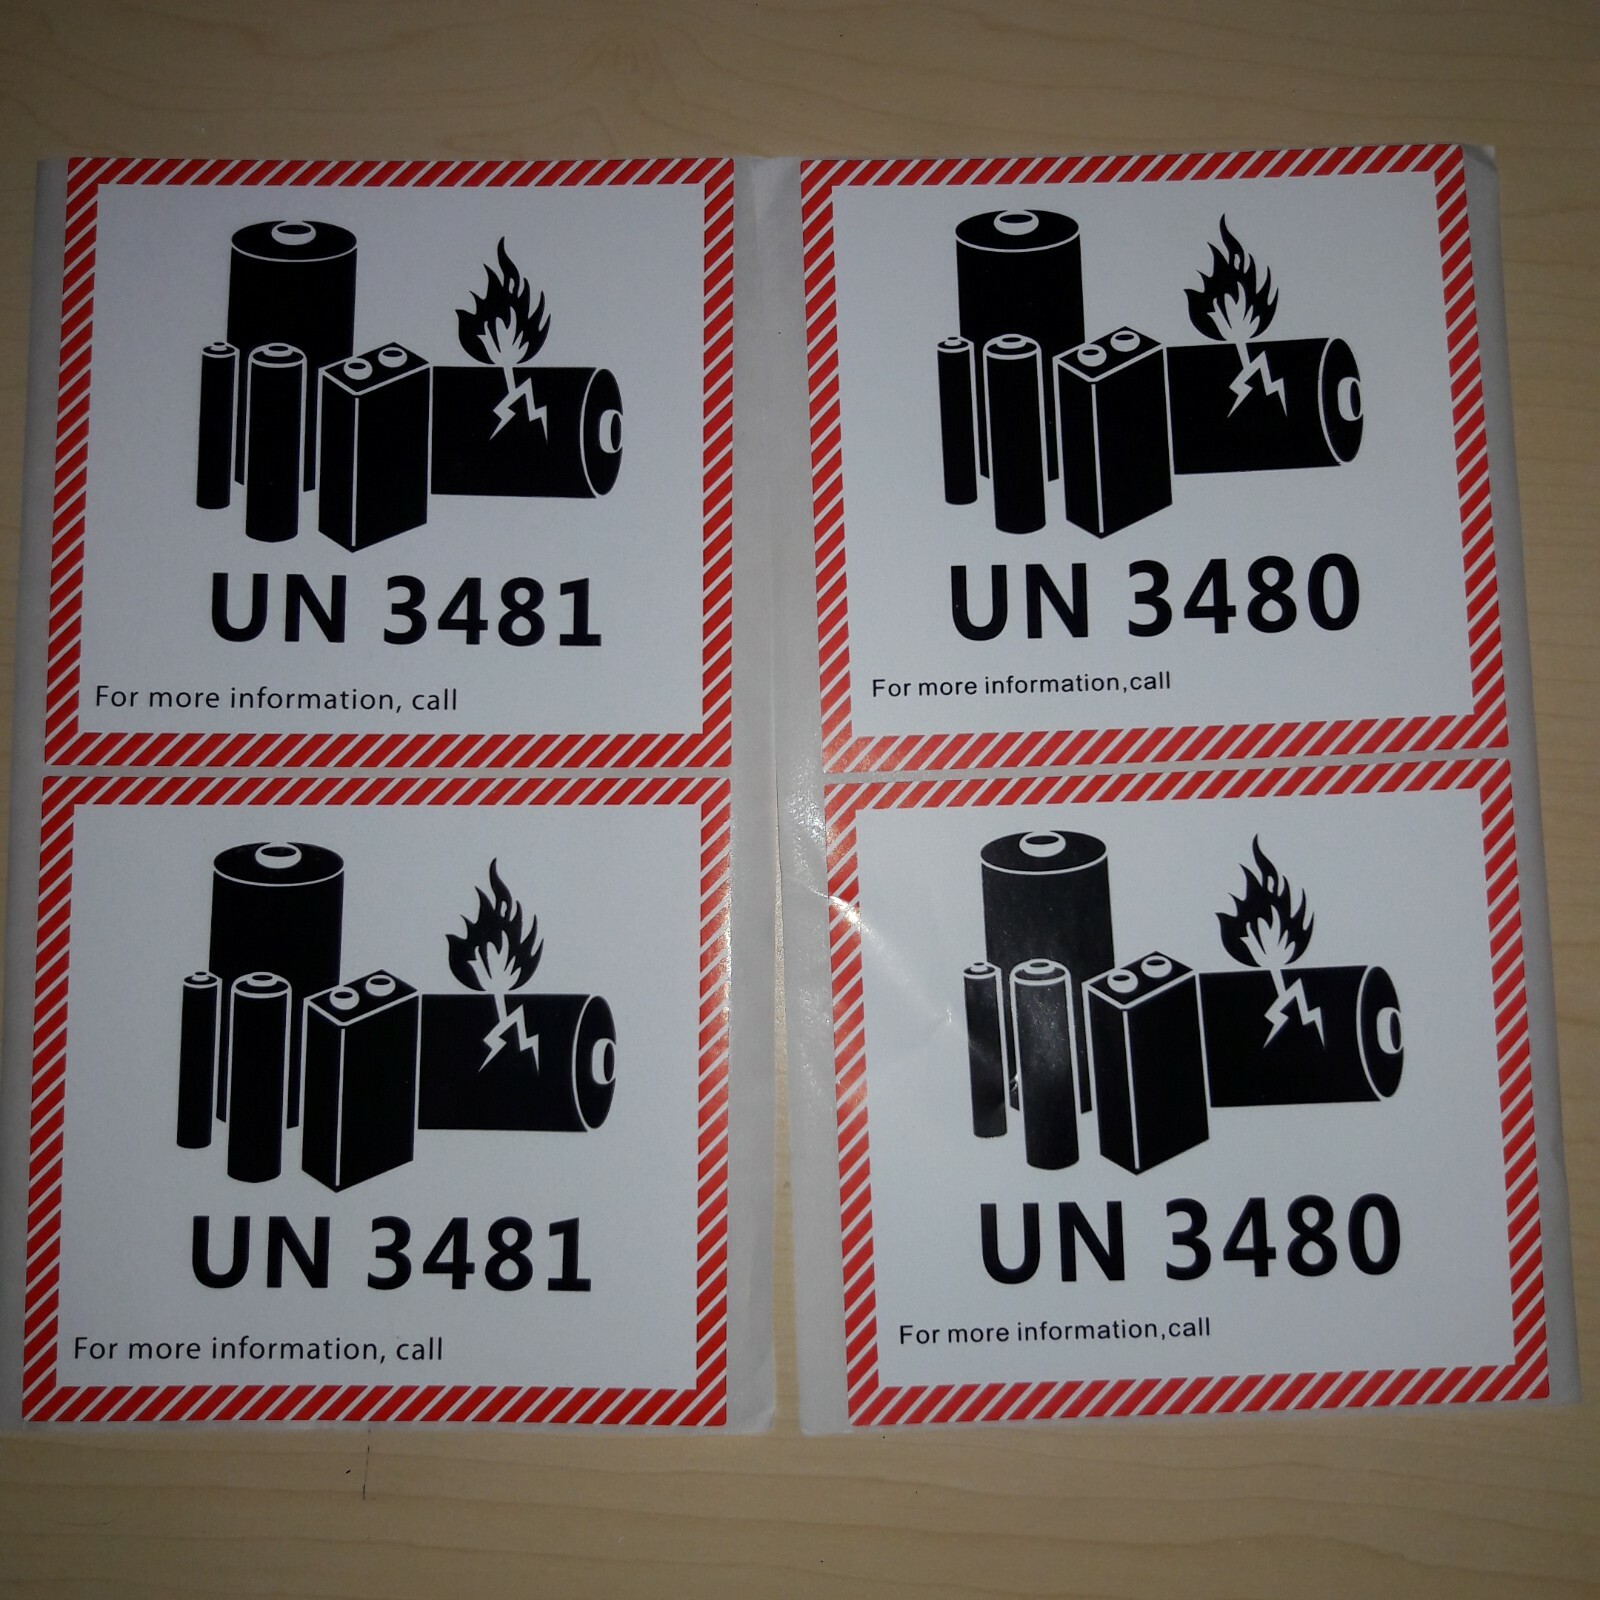 UN 3481
For more information, call
UN 3480
For more information,call
UN 3481
For more information, call
UN 3480
For more information,call